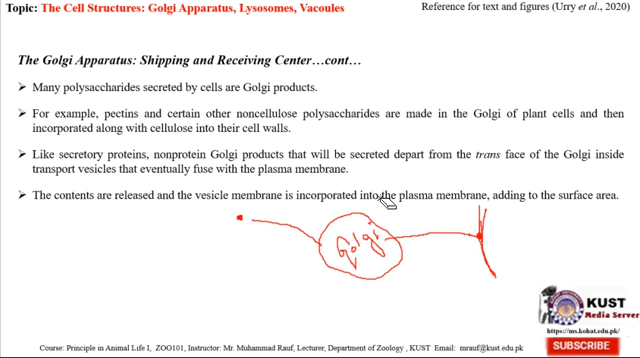 Topic: The Cell Structures: Golgi Apparatus, Lysosomes, Vacoules
Reference for text and figures (Urry et al., 2020)
The Golgi Apparatus: Shipping and Receiving Center…cont…
➢ Many polysaccharides secreted by cells are Golgi products.
➢ For example, pectins and certain other noncellulose polysaccharides are made in the Golgi of plant cells and then
incorporated along with cellulose into their cell walls.
➢ Like secretory proteins, nonprotein Golgi products that will be secreted depart from the trans face of the Golgi inside
transport vesicles that eventually fuse with the plasma membrane.
➢ The contents are released and the vesicle membrane is incorporated into the plasma membrane, adding to the surface area.
Golgi
KUST
Media Server
https://ms.kohat.edu.pk/
SUBSCRIBE
Course: Principle in Animal Life I, ZOO101, Instructor: Mr. Muhammad Rauf, Lecturer, Department of Zoology , KUST Email: mrauf@kust.edu.pk